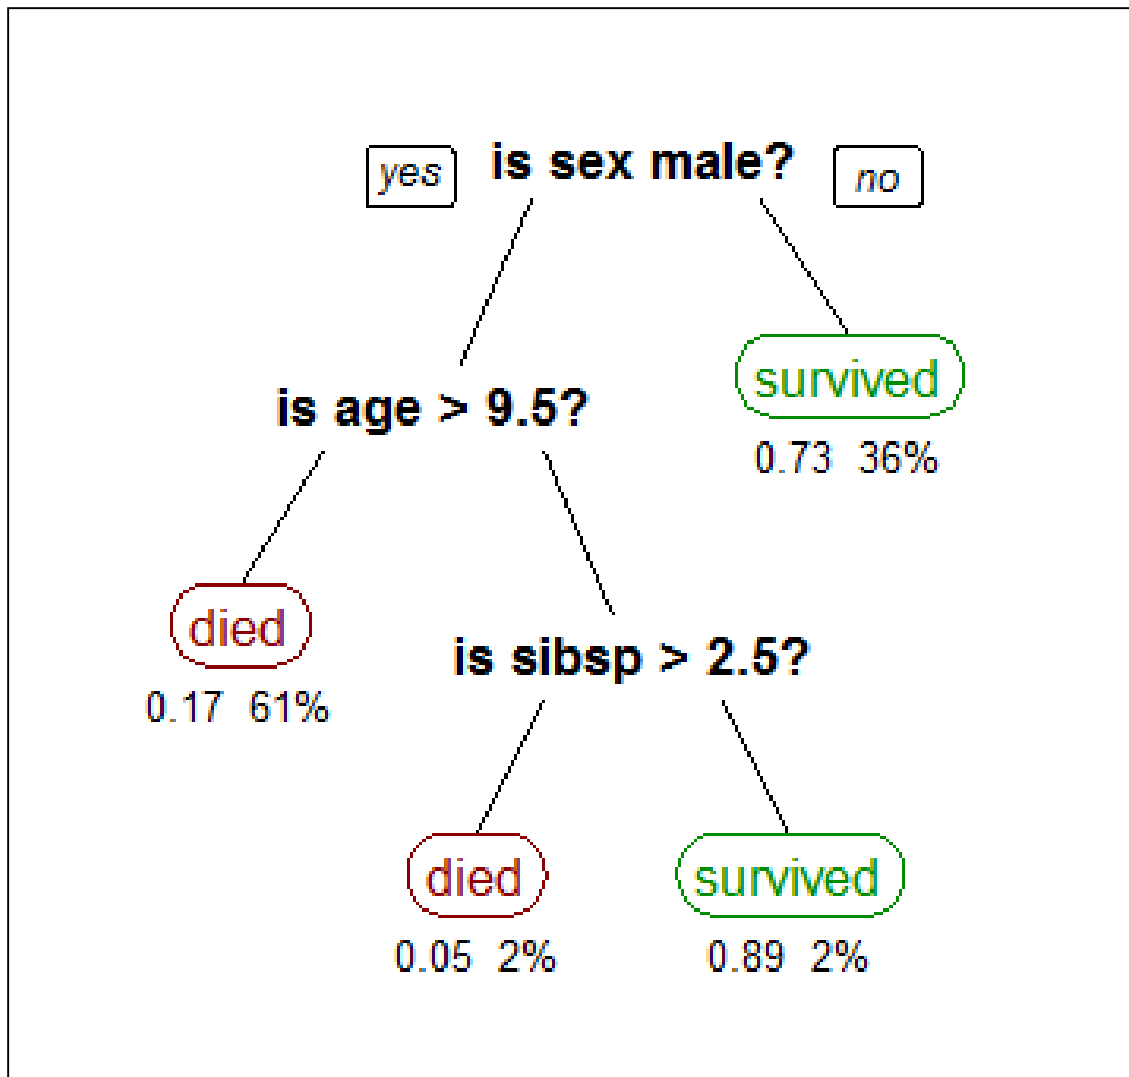 yes is sex male? no
is age > 9.5?
survived
0.73 36%
died
0.17 61%
is sibsp > 2.5?
died
0.05 2%
survived
0.89 2%